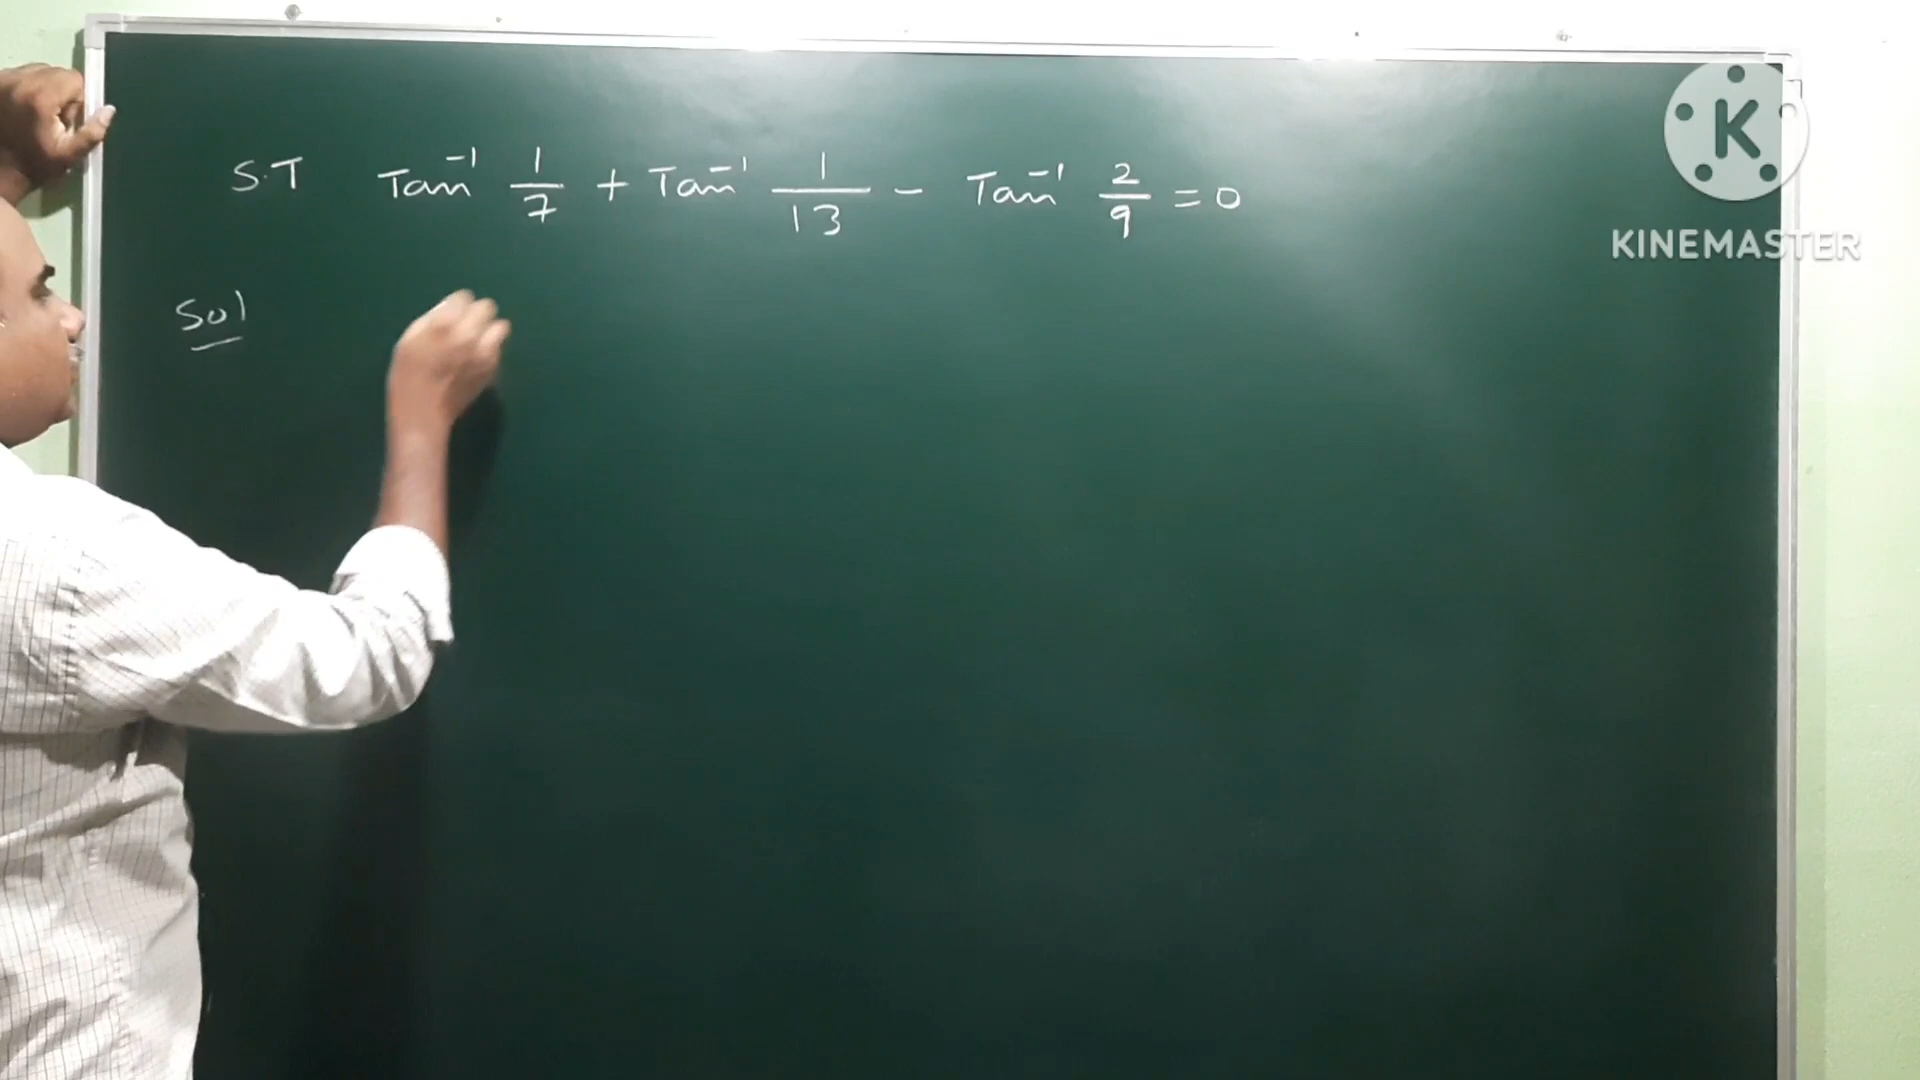 S.T Tan⁻¹ 1/7 + Tan⁻¹ 1/13 - Tan⁻¹ 2/9 = 0
Sol
K
KINEMASTER